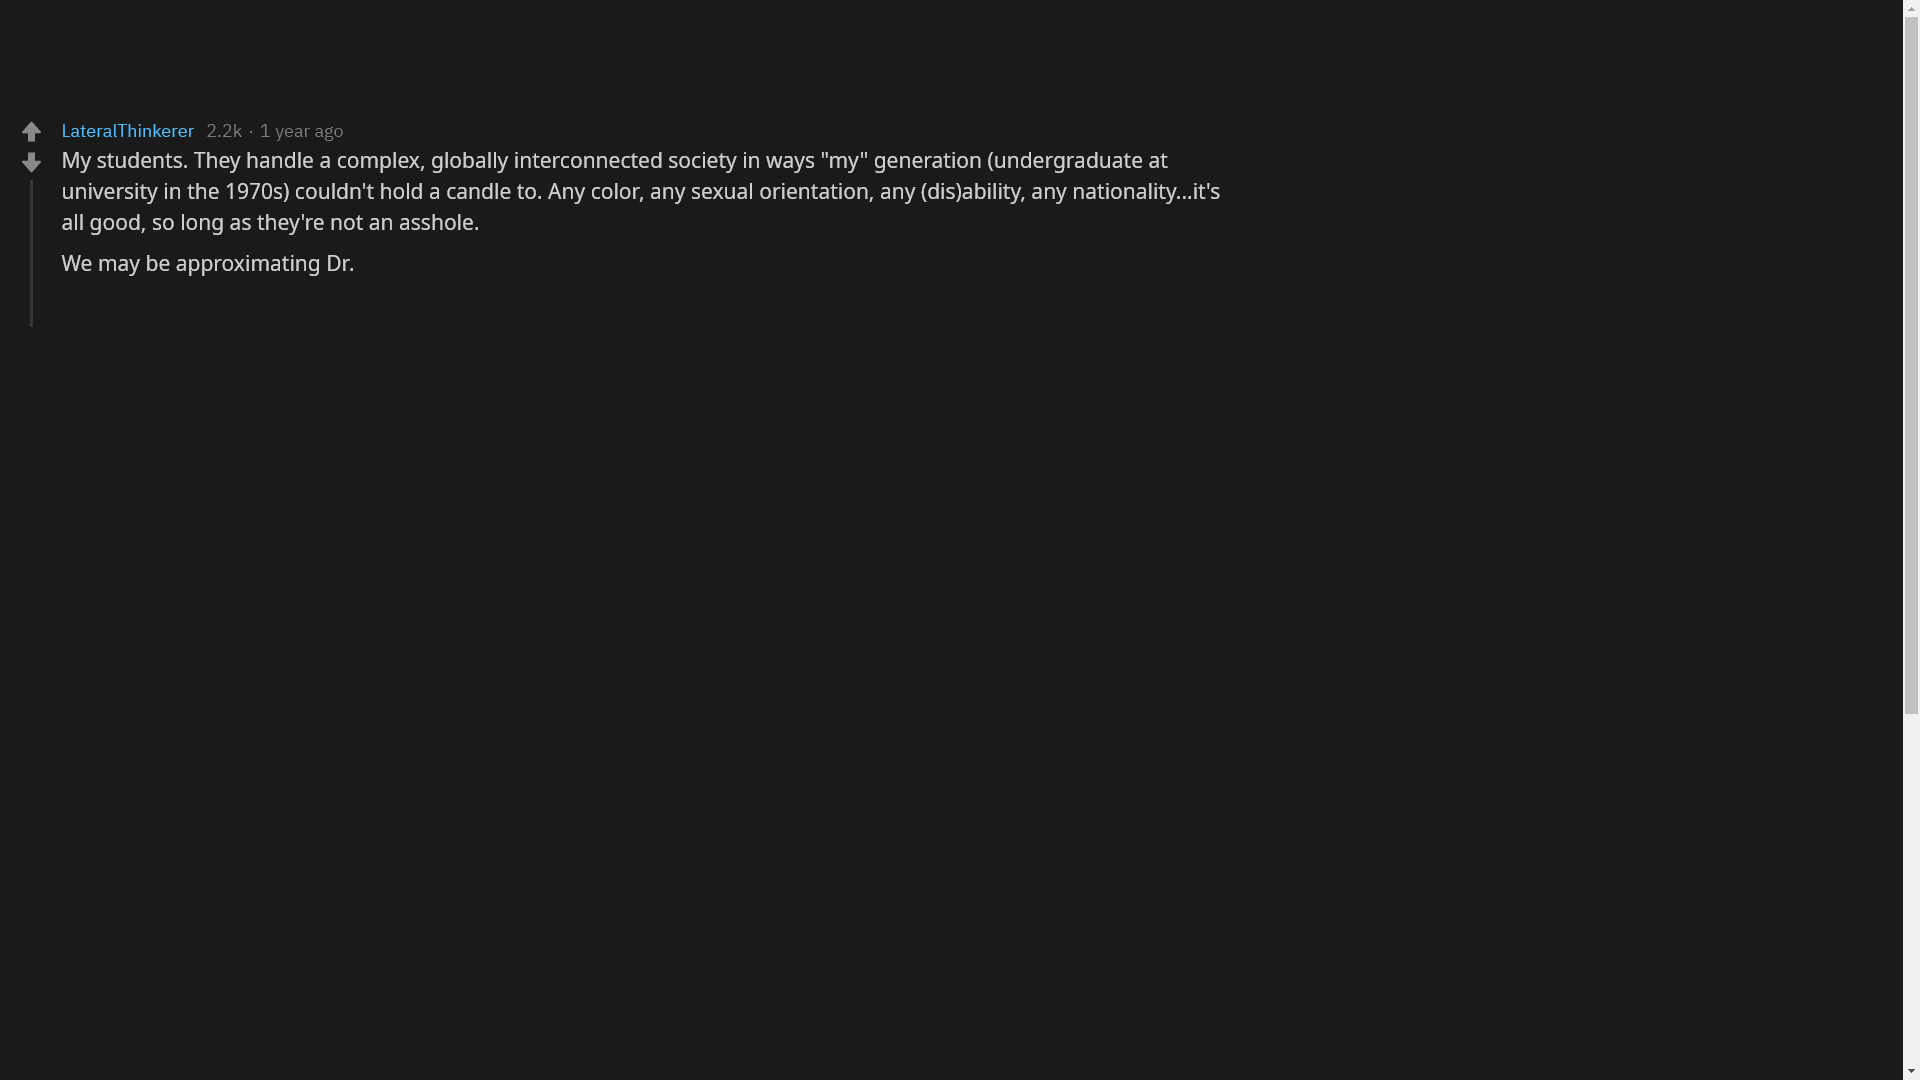 LateralThinkerer 2.2k · 1 year ago
My students. They handle a complex, globally interconnected society in ways "my" generation (undergraduate at
university in the 1970s) couldn't hold a candle to. Any color, any sexual orientation, any (dis)ability, any nationality...it's
all good, so long as they're not an asshole.
We may be approximating Dr.